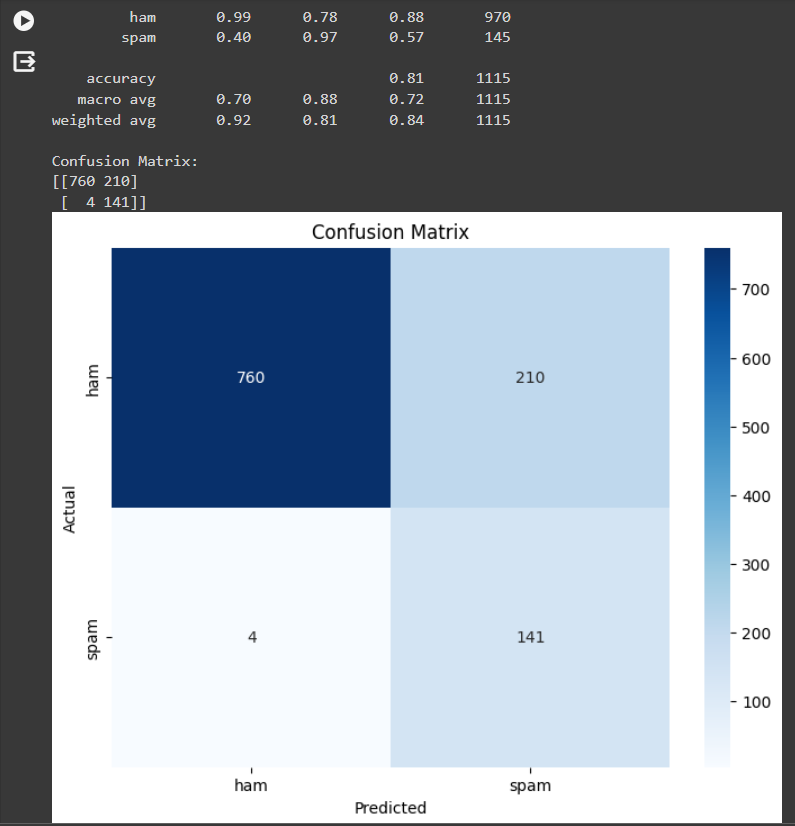 ham 0.99 0.78 0.88 970
spam 0.40 0.97 0.57 145
accuracy 0.81 1115
macro avg 0.70 0.88 0.72 1115
weighted avg 0.92 0.81 0.84 1115
Confusion Matrix:
[[760 210]
[ 4 141]]
Confusion Matrix
700
600
500
400
300
200
100
ham
760
210
Actual
spam
4
141
ham
spam
Predicted